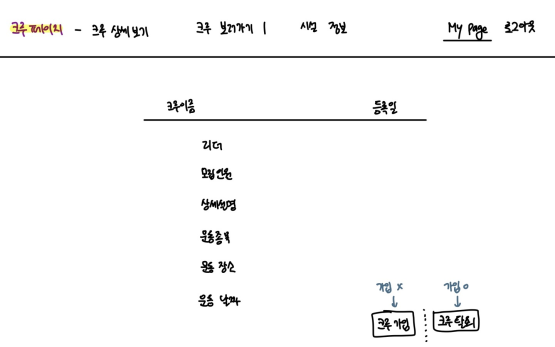 크루 페이지 - 크루 상세보기 크루 보러가기 | 시설 정보 My Page 로그아웃
크루이름 등록일
리더
모집인원
상세설명
운동종목
운동 장소
운동 날짜
가입 X 가입 O
크루 가입 크루 탈퇴